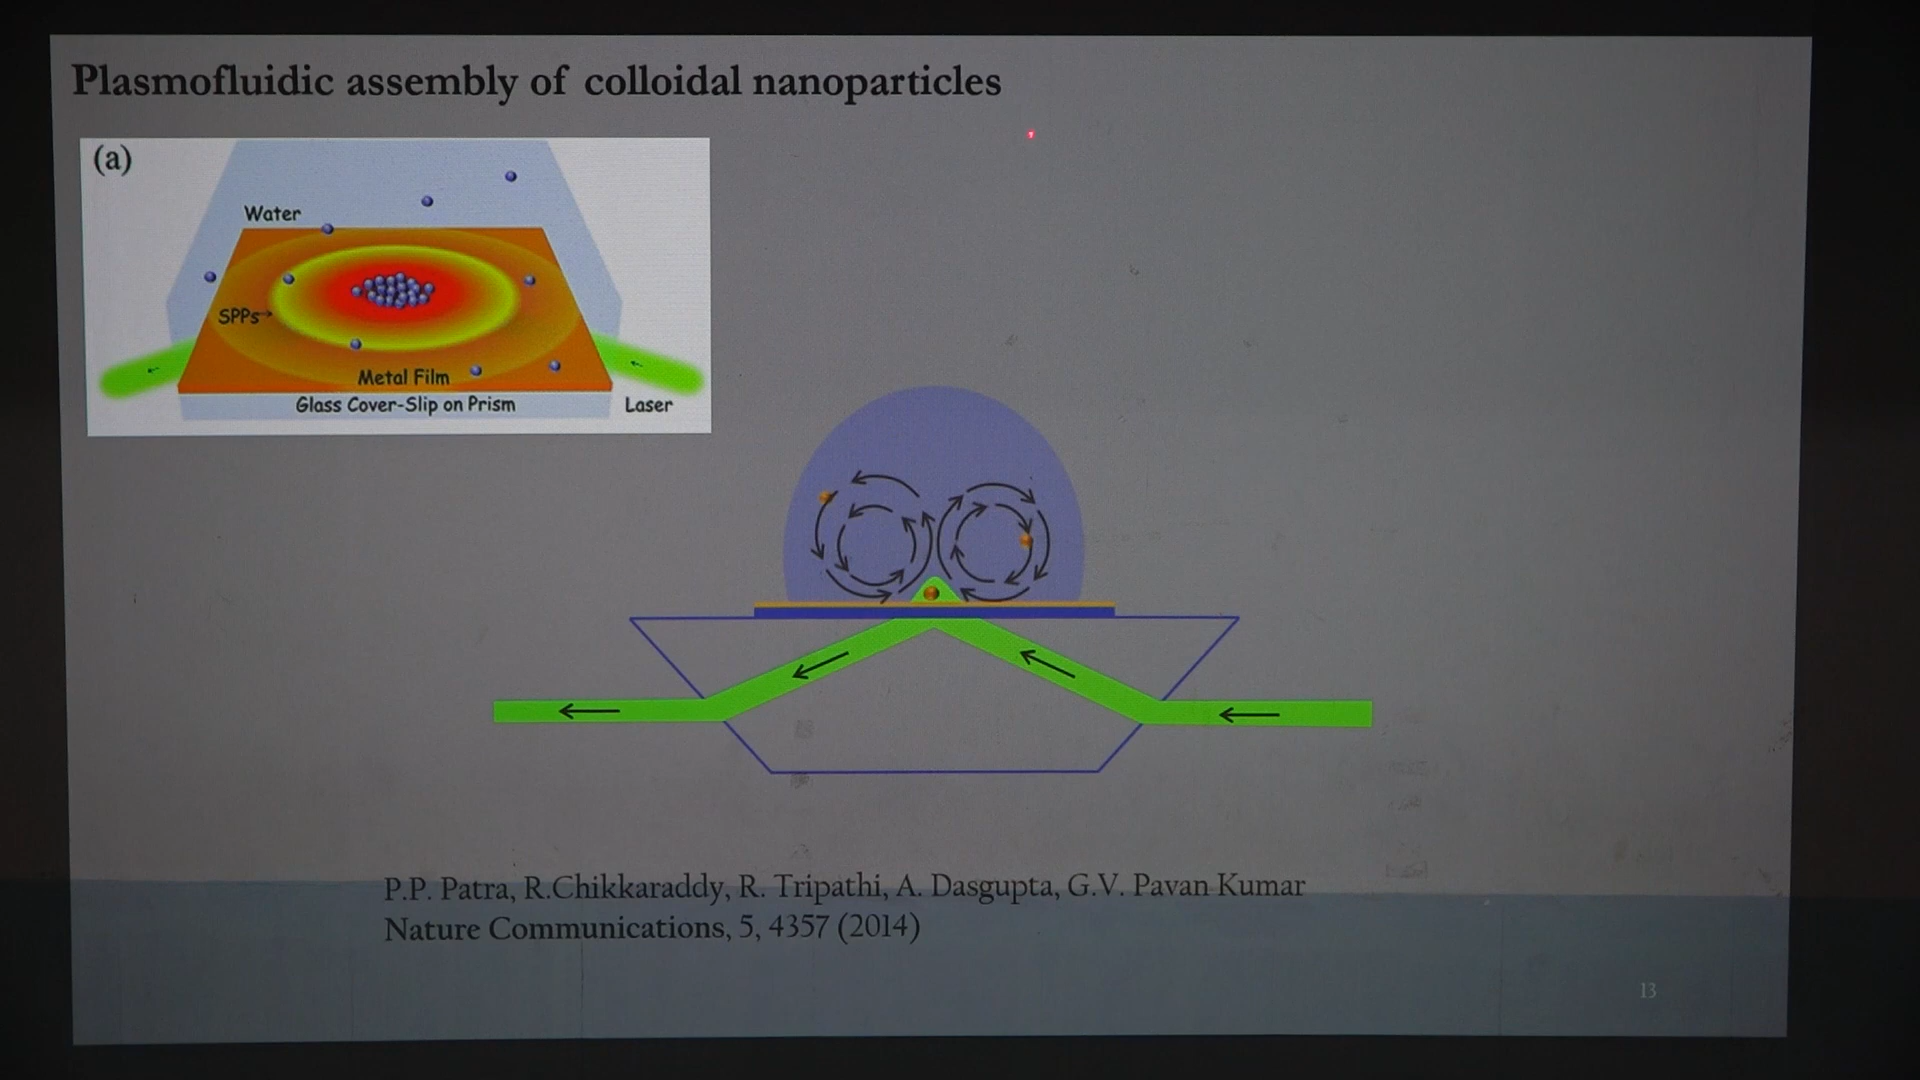 Plasmofluidic assembly of colloidal nanoparticles
(a)
Water
SPPs
Metal Film
Glass Cover-Slip on Prism
Laser
P.P. Patra, R.Chikkaraddy, R. Tripathi, A. Dasgupta, G.V. Pavan Kumar
Nature Communications, 5, 4357 (2014)
13